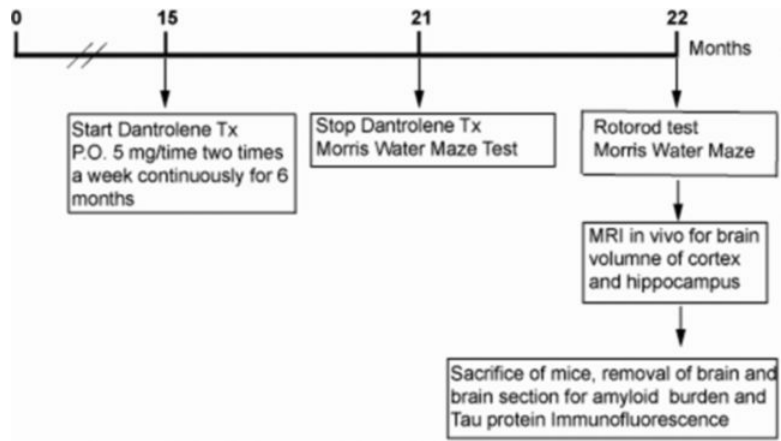 0 15 21 22
Months
Start Dantrolene Tx
P.O. 5 mg/time two times
a week continuously for 6
months
Stop Dantrolene Tx
Morris Water Maze Test
Rotorod test
Morris Water Maze
MRI in vivo for brain
volumne of cortex
and hippocampus
Sacrifice of mice, removal of brain and
brain section for amyloid burden and
Tau protein Immunofluorescence